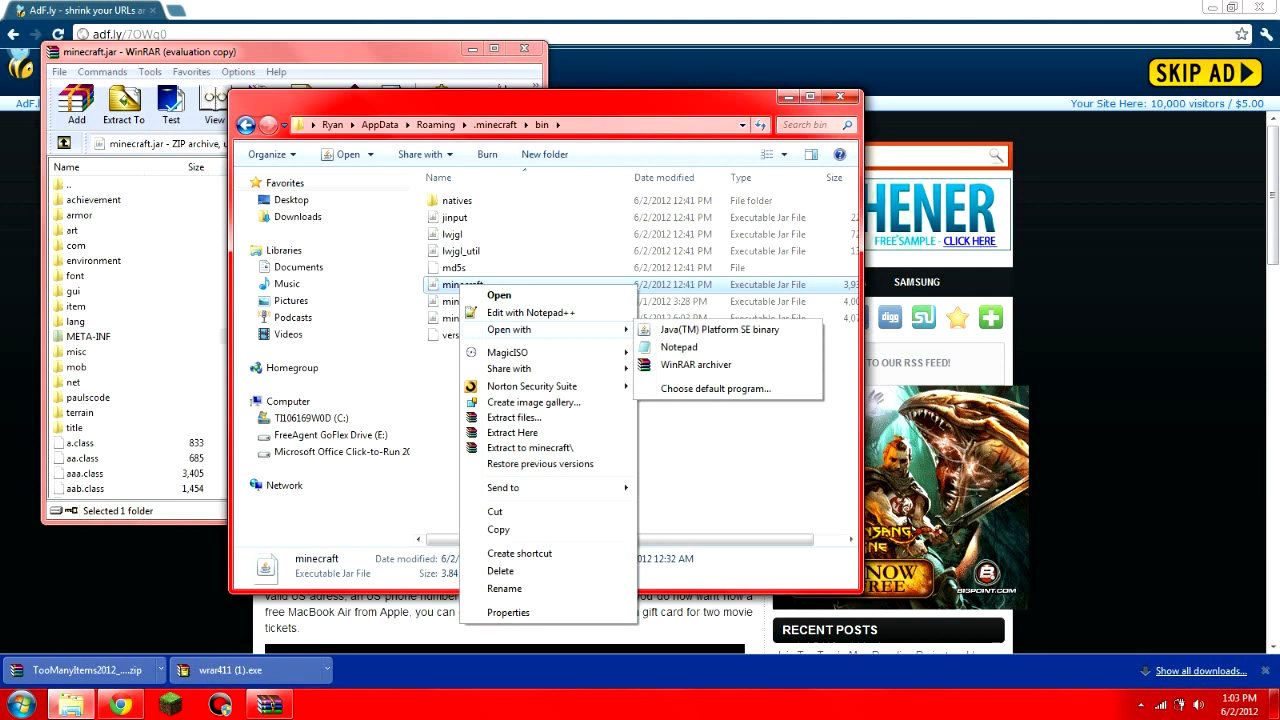 AdF.ly - shrink your URLs ar
adf.ly/7OWq0
SKIP AD
AdF.l
Your Site Here: 10,000 visitors / $5.00
minecraft.jar - WinRAR (evaluation copy)
File Commands Tools Favorites Options Help
Add Extract To Test View
minecraft.jar - ZIP archive, u
Name Size
..
achievement
armor
art
com
environment
font
gui
item
lang
META-INF
misc
mob
net
paulscode
terrain
title
a.class 833
aa.class 685
aaa.class 3,405
aab.class 1,454
Selected 1 folder
Ryan AppData Roaming .minecraft bin
Search bin
Organize Open Share with Burn New folder
Favorites
Desktop
Downloads
Libraries
Documents
Music
Pictures
Podcasts
Videos
Homegroup
Computer
TI106169W0D (C:)
FreeAgent GoFlex Drive (E:)
Microsoft Office Click-to-Run 20
Network
Name Date modified Type Size
natives 6/2/2012 12:41 PM File folder
jinput 6/2/2012 12:41 PM Executable Jar File 22
lwjgl 6/2/2012 12:41 PM Executable Jar File 72
lwjgl_util 6/2/2012 12:41 PM Executable Jar File 13
md5s 6/2/2012 12:41 PM File
minecraft 6/2/2012 12:41 PM Executable Jar File 3,93
min /1/2012 3:28 PM Executable Jar File 4,00
min Executable Jar File 4,07
vers
Open
Edit with Notepad++
Open with
MagicISO
Share with
Norton Security Suite
Create image gallery...
Extract files...
Extract Here
Extract to minecraft\
Restore previous versions
Send to
Cut
Copy
Create shortcut
Delete
Rename
Properties
Java(TM) Platform SE binary
Notepad
WinRAR archiver
Choose default program...
minecraft Date modified: 6/2/ 2012 12:32 AM
Executable Jar File Size: 3.84
HENER
FREE* SAMPLE - CLICK HERE
SAMSUNG
digg
TO OUR RSS FEED!
NOW
FREE
BIGPOINT.COM
valid US adress, an US phone number do now want now a
free MacBook Air from Apple, you can n gift card for two movie
tickets.
RECENT POSTS
TooManyItems2012_....zip
wrar411 (1).exe
Show all downloads...
1:03 PM
6/2/2012